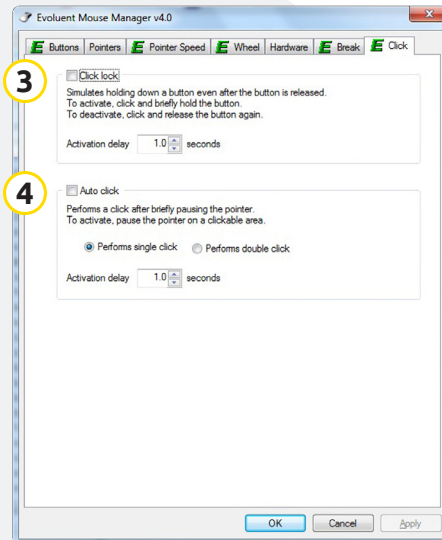 Evoluent Mouse Manager v4.0
Buttons Pointers Pointer Speed Wheel Hardware Break Click
3
Click lock
Simulates holding down a button even after the button is released.
To activate, click and briefly hold the button.
To deactivate, click and release the button again.
Activation delay 1.0 seconds
4
Auto click
Performs a click after briefly pausing the pointer.
To activate, pause the pointer on a clickable area.
Performs single click Performs double click
Activation delay 1.0 seconds
OK Cancel Apply